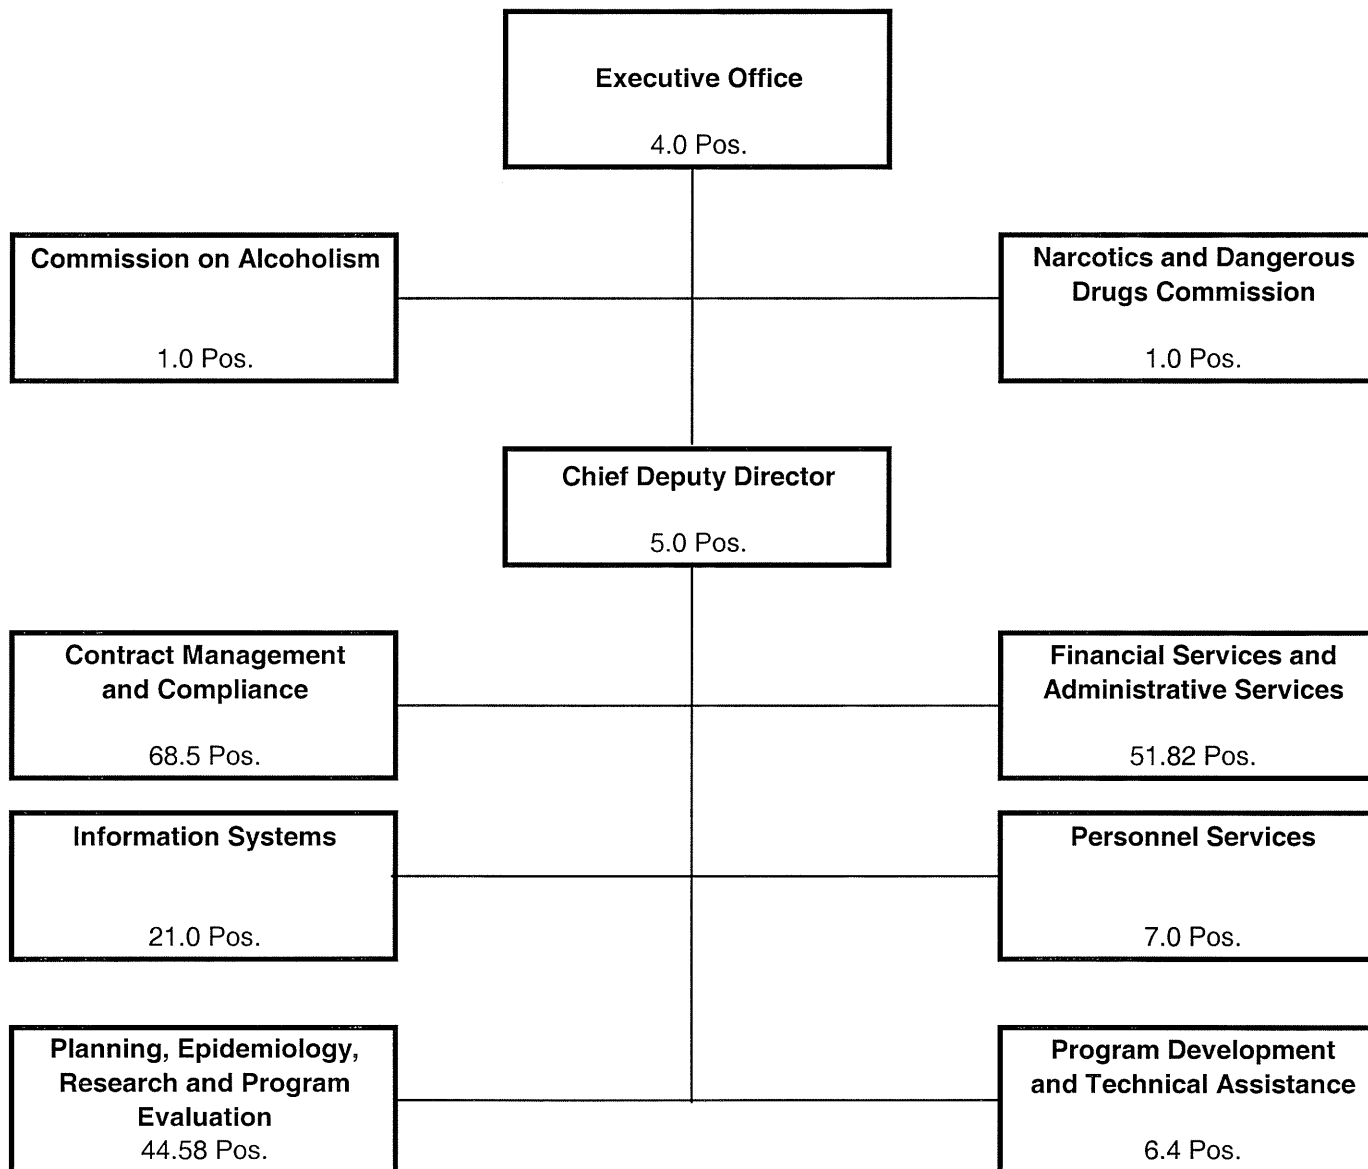 Executive Office
4.0 Pos.
Commission on Alcoholism
1.0 Pos.
Narcotics and Dangerous
Drugs Commission
1.0 Pos.
Chief Deputy Director
5.0 Pos.
Contract Management
and Compliance
68.5 Pos.
Financial Services and
Administrative Services
51.82 Pos.
Information Systems
21.0 Pos.
Personnel Services
7.0 Pos.
Planning, Epidemiology,
Research and Program
Evaluation
44.58 Pos.
Program Development
and Technical Assistance
6.4 Pos.